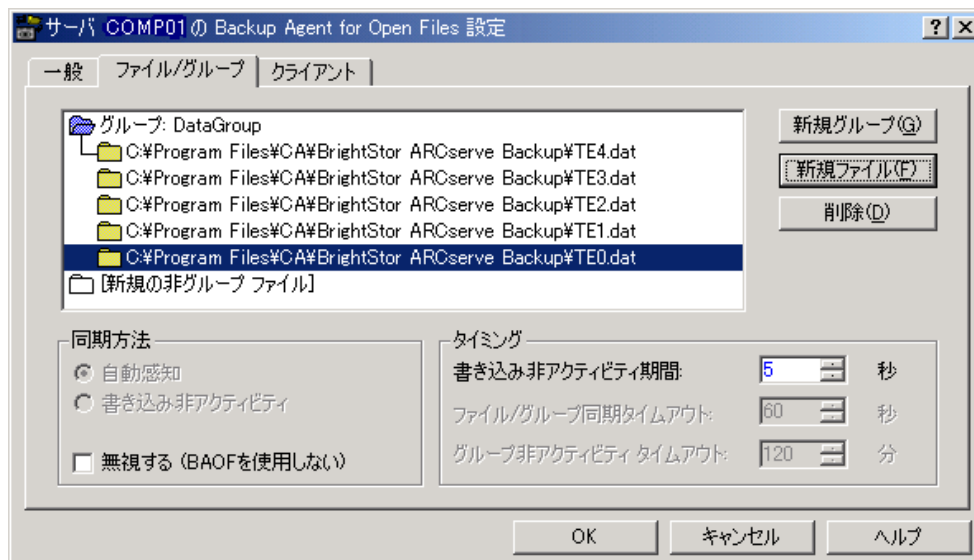 サーバ COMP01 の Backup Agent for Open Files 設定
一般 ファイル/グループ クライアント
グループ: DataGroup
C:¥Program Files¥CA¥BrightStor ARCserve Backup¥TE4.dat
C:¥Program Files¥CA¥BrightStor ARCserve Backup¥TE3.dat
C:¥Program Files¥CA¥BrightStor ARCserve Backup¥TE2.dat
C:¥Program Files¥CA¥BrightStor ARCserve Backup¥TE1.dat
C:¥Program Files¥CA¥BrightStor ARCserve Backup¥TE0.dat
[新規の非グループ ファイル]
新規グループ(G)
新規ファイル(F)
削除(D)
同期方法
自動感知
書き込み非アクティビティ
無視する (BAOFを使用しない)
タイミング
書き込み非アクティビティ期間: 5 秒
ファイル/グループ同期タイムアウト: 60 秒
グループ非アクティビティ タイムアウト: 120 分
OK キャンセル ヘルプ